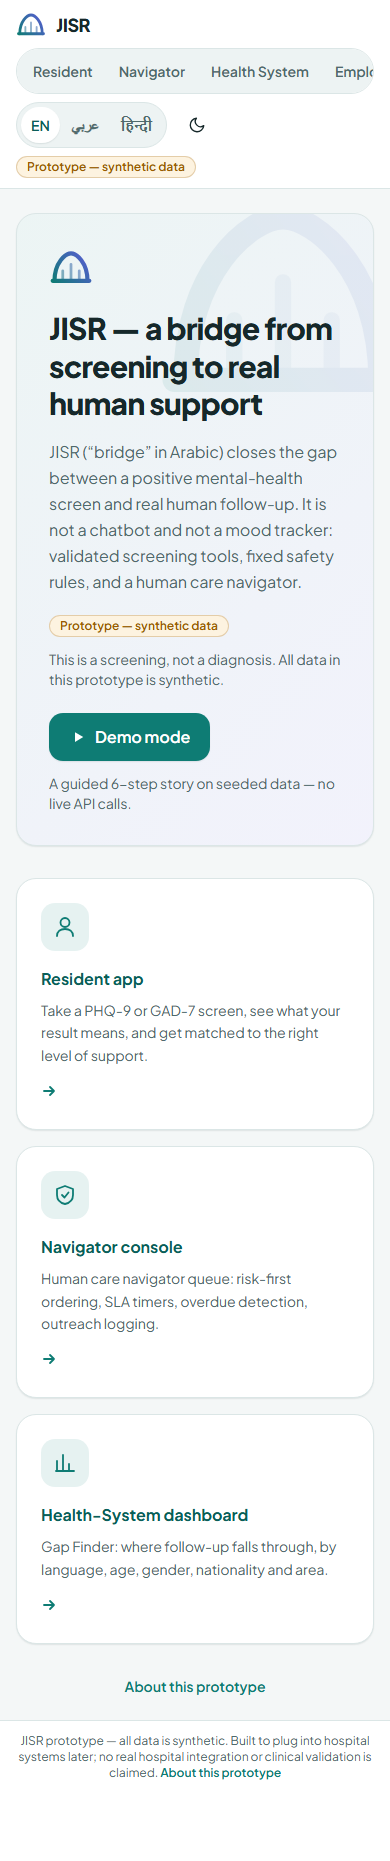 JISR
Resident Navigator Health System
EN عربي हिन्दी
Prototype — synthetic data
JISR — a bridge from
screening to real
human support
JISR (“bridge” in Arabic) closes the gap
between a positive mental-health
screen and real human follow-up. It is
not a chatbot and not a mood tracker:
validated screening tools, fixed safety
rules, and a human care navigator.
Prototype — synthetic data
This is a screening, not a diagnosis. All data in
this prototype is synthetic.
Demo mode
A guided 6-step story on seeded data — no
live API calls.
Resident app
Take a PHQ-9 or GAD-7 screen, see what your
result means, and get matched to the right
level of support.
Navigator console
Human care navigator queue: risk-first
ordering, SLA timers, overdue detection,
outreach logging.
Health-System dashboard
Gap Finder: where follow-up falls through, by
language, age, gender, nationality and area.
About this prototype
JISR prototype — all data is synthetic. Built to plug into hospital
systems later; no real hospital integration or clinical validation is
claimed. About this prototype